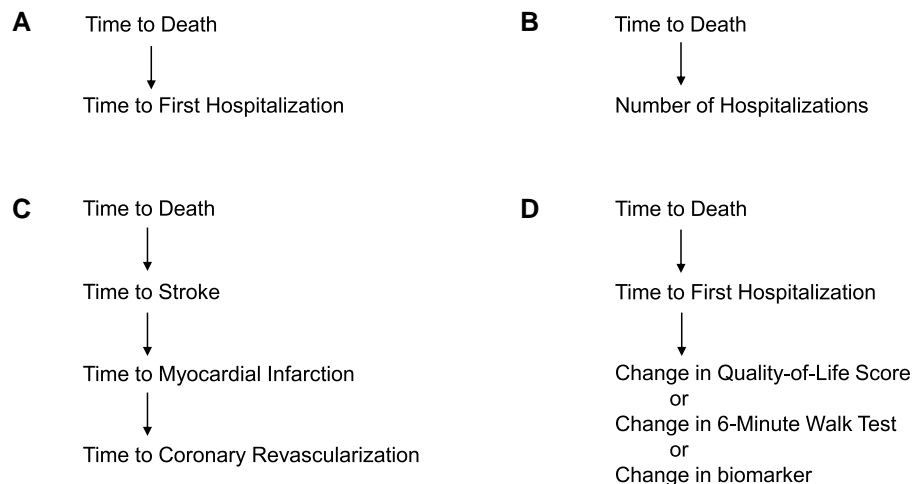 A
Time to Death
Time to First Hospitalization
B
Time to Death
Number of Hospitalizations
C
Time to Death
Time to Stroke
Time to Myocardial Infarction
Time to Coronary Revascularization
D
Time to Death
Time to First Hospitalization
Change in Quality-of-Life Score
or
Change in 6-Minute Walk Test
or
Change in biomarker